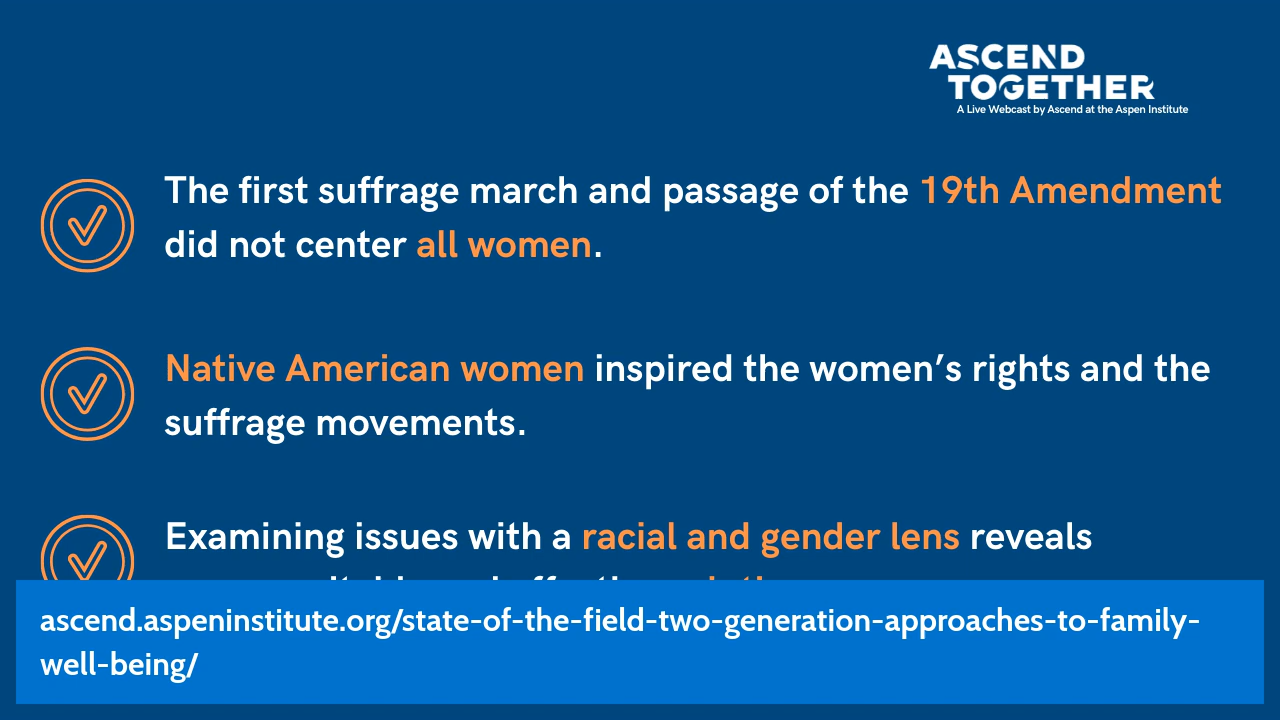 ASCEND
TOGETHER
A Live Webcast by Ascend at the Aspen Institute
The first suffrage march and passage of the 19th Amendment
did not center all women.
Native American women inspired the women’s rights and the
suffrage movements.
Examining issues with a racial and gender lens reveals
ascend.aspeninstitute.org/state-of-the-field-two-generation-approaches-to-family-
well-being/